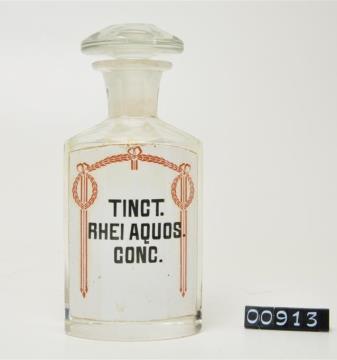 TINCT.
RHEI AQUOS.
CONC.
00913